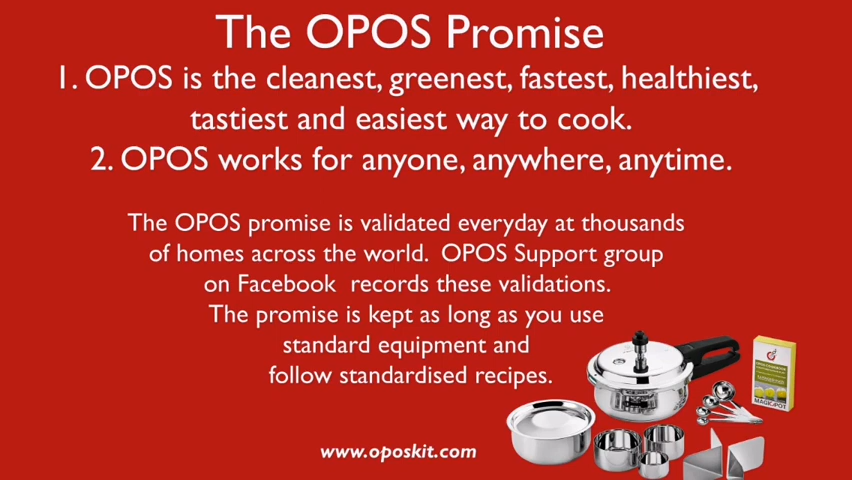 The OPOS Promise
1. OPOS is the cleanest, greenest, fastest, healthiest,
tastiest and easiest way to cook.
2. OPOS works for anyone, anywhere, anytime.
The OPOS promise is validated everyday at thousands
of homes across the world. OPOS Support group
on Facebook records these validations.
The promise is kept as long as you use
standard equipment and
follow standardised recipes.
MAGICPOT
www.oposkit.com